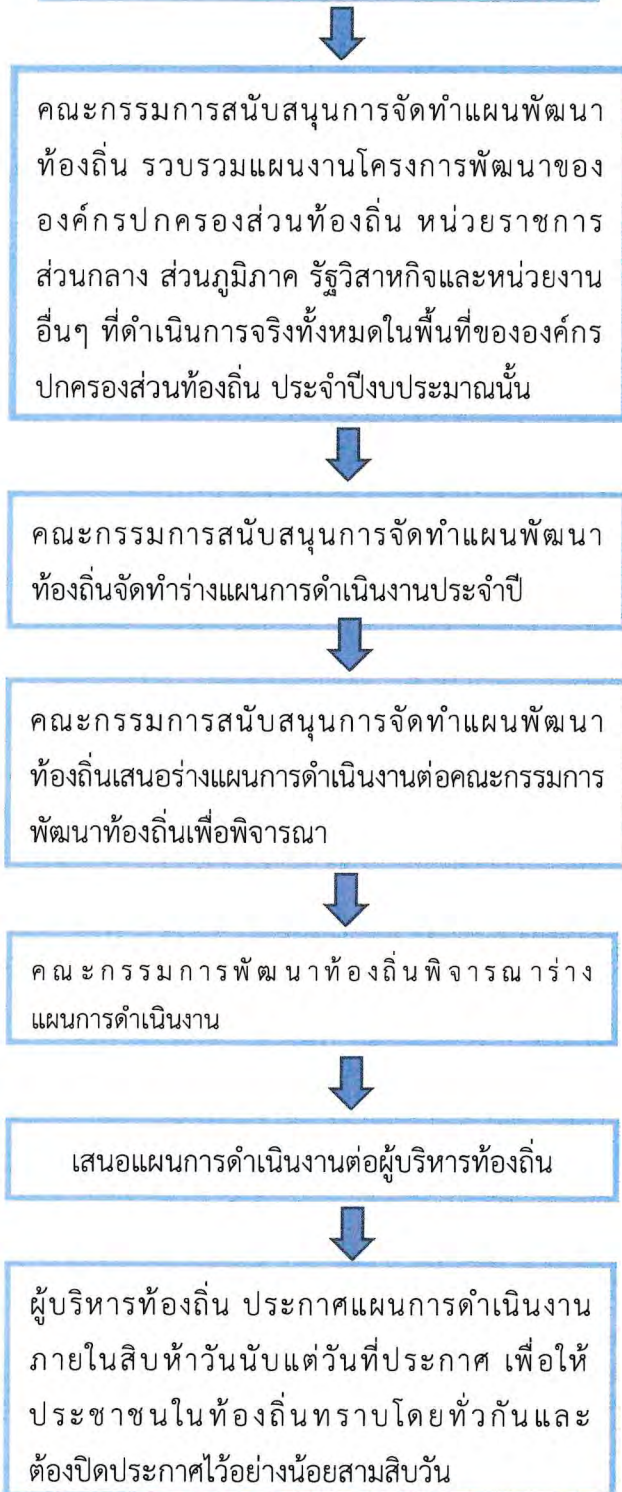 คณะกรรมการสนับสนุนการจัดทำแผนพัฒนา
ท้องถิ่น รวบรวมแผนงานโครงการพัฒนาของ
องค์กรปกครองส่วนท้องถิ่น หน่วยราชการ
ส่วนกลาง ส่วนภูมิภาค รัฐวิสาหกิจและหน่วยงาน
อื่นๆ ที่ดำเนินการจริงทั้งหมดในพื้นที่ขององค์กร
ปกครองส่วนท้องถิ่น ประจำปีงบประมาณนั้น
คณะกรรมการสนับสนุนการจัดทำแผนพัฒนา
ท้องถิ่นจัดทำร่างแผนการดำเนินงานประจำปี
คณะกรรมการสนับสนุนการจัดทำแผนพัฒนา
ท้องถิ่นเสนอร่างแผนการดำเนินงานต่อคณะกรรมการ
พัฒนาท้องถิ่นเพื่อพิจารณา
คณะกรรมการพัฒนาท้องถิ่นพิจารณาร่าง
แผนการดำเนินงาน
เสนอแผนการดำเนินงานต่อผู้บริหารท้องถิ่น
ผู้บริหารท้องถิ่น ประกาศแผนการดำเนินงาน
ภายในสิบห้าวันนับแต่วันที่ประกาศ เพื่อให้
ประชาชนในท้องถิ่นทราบโดยทั่วกันและ
ต้องปิดประกาศไว้อย่างน้อยสามสิบวัน